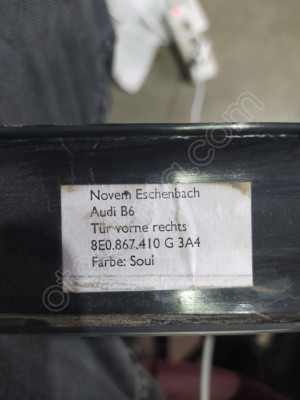 Novem Eschenbach
Audi B6
Tür vorne rechts
8E0.867.410 G 3A4
Farbe: Soul